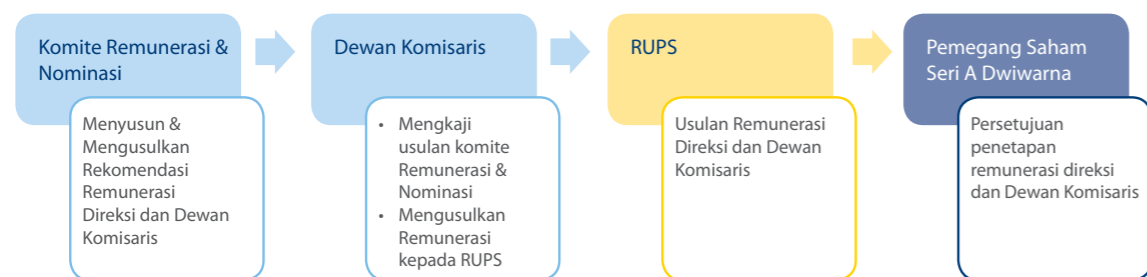 Komite Remunerasi &
Nominasi
Menyusun &
Mengusulkan
Rekomendasi
Remunerasi
Direksi dan Dewan
Komisaris
Dewan Komisaris
• Mengkaji
usulan komite
Remunerasi &
Nominasi
• Mengusulkan
Remunerasi
kepada RUPS
RUPS
Usulan Remunerasi
Direksi dan Dewan
Komisaris
Pemegang Saham
Seri A Dwiwarna
Persetujuan
penetapan
remunerasi direksi
dan Dewan Komisaris